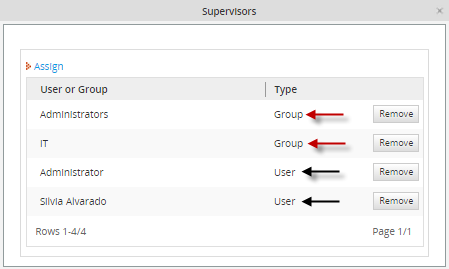 Supervisors ×
Assign
User or Group Type
Administrators Group Remove
IT Group Remove
Administrator User Remove
Silvia Alvarado User Remove
Rows 1-4/4 Page 1/1